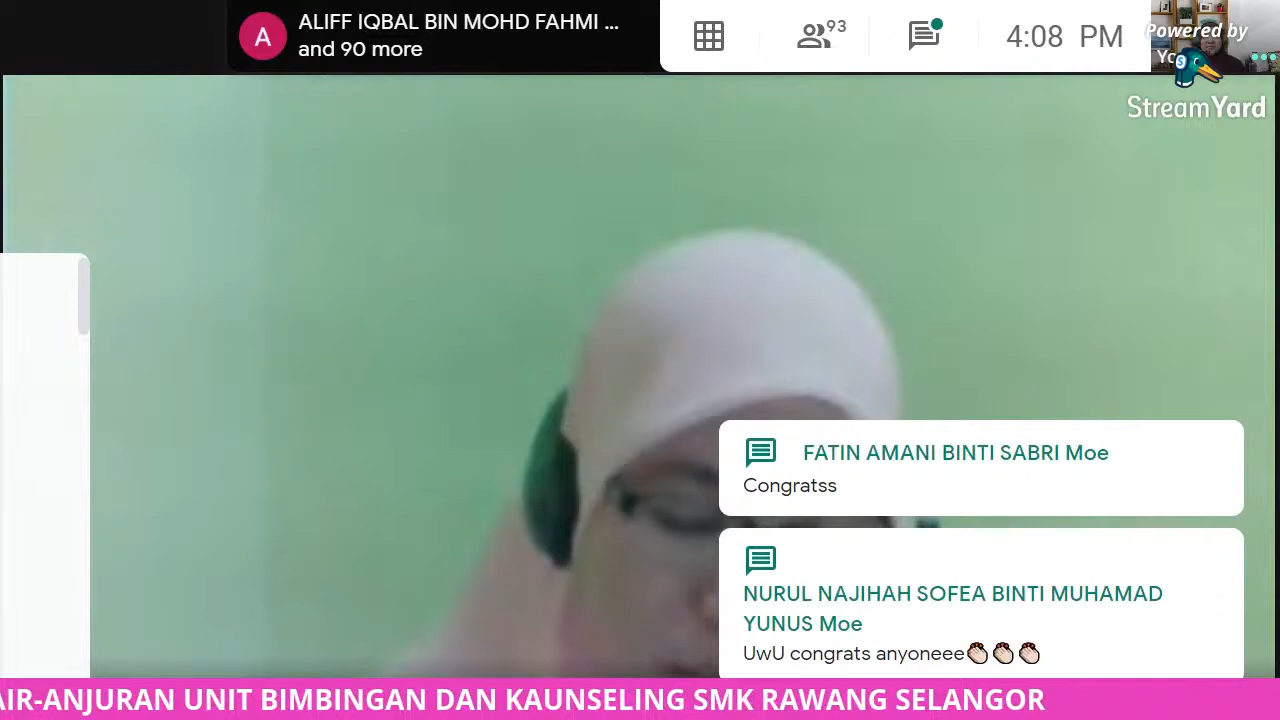 A
ALIFF IQBAL BIN MOHD FAHMI ...
and 90 more
93
4:08 PM
Powered by
StreamYard
FATIN AMANI BINTI SABRI Moe
Congratss
NURUL NAJIHAH SOFEA BINTI MUHAMAD
YUNUS Moe
UwU congrats anyoneee👏🏻👏🏻👏🏻
AIR-ANJURAN UNIT BIMBINGAN DAN KAUNSELING SMK RAWANG SELANGOR